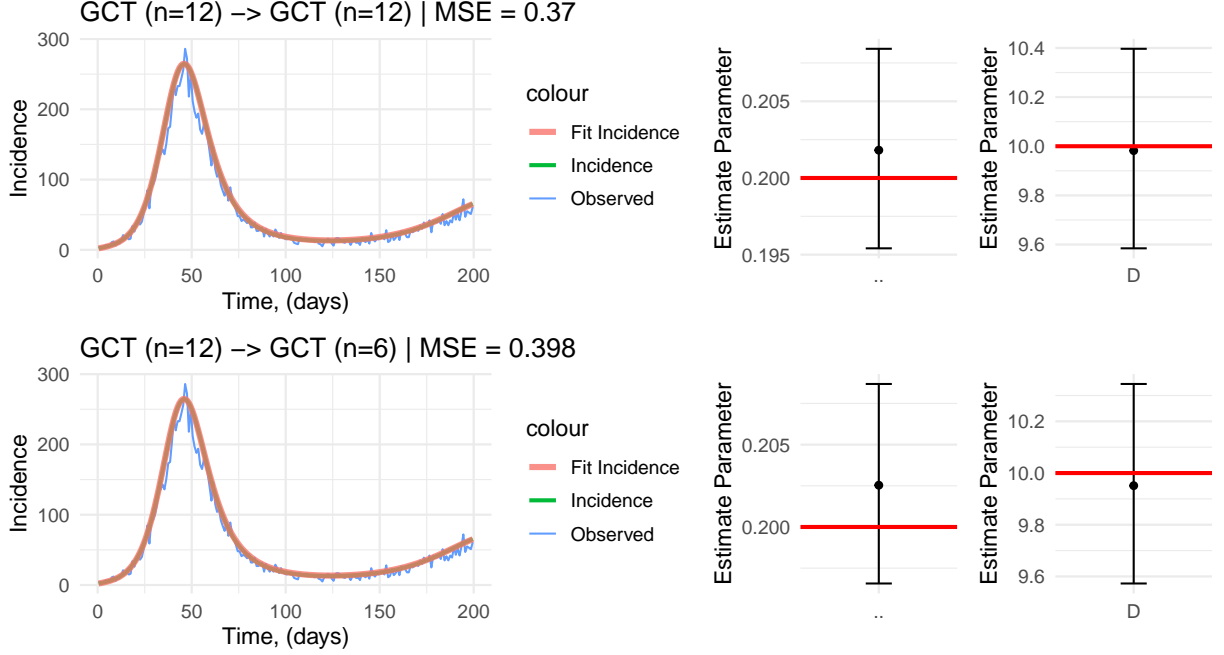 GCT (n=12) −> GCT (n=12) | MSE = 0.37
300
200
100
0
Incidence
0
50
100
150
200
Time, (days)
colour
Fit Incidence
Incidence
Observed
Estimate Parameter
0.205
0.200
0.195
..
Estimate Parameter
10.4
10.2
10.0
9.8
9.6
D
GCT (n=12) −> GCT (n=6) | MSE = 0.398
300
200
100
0
Incidence
0
50
100
150
200
Time, (days)
colour
Fit Incidence
Incidence
Observed
Estimate Parameter
0.205
0.200
..
Estimate Parameter
10.2
10.0
9.8
9.6
D